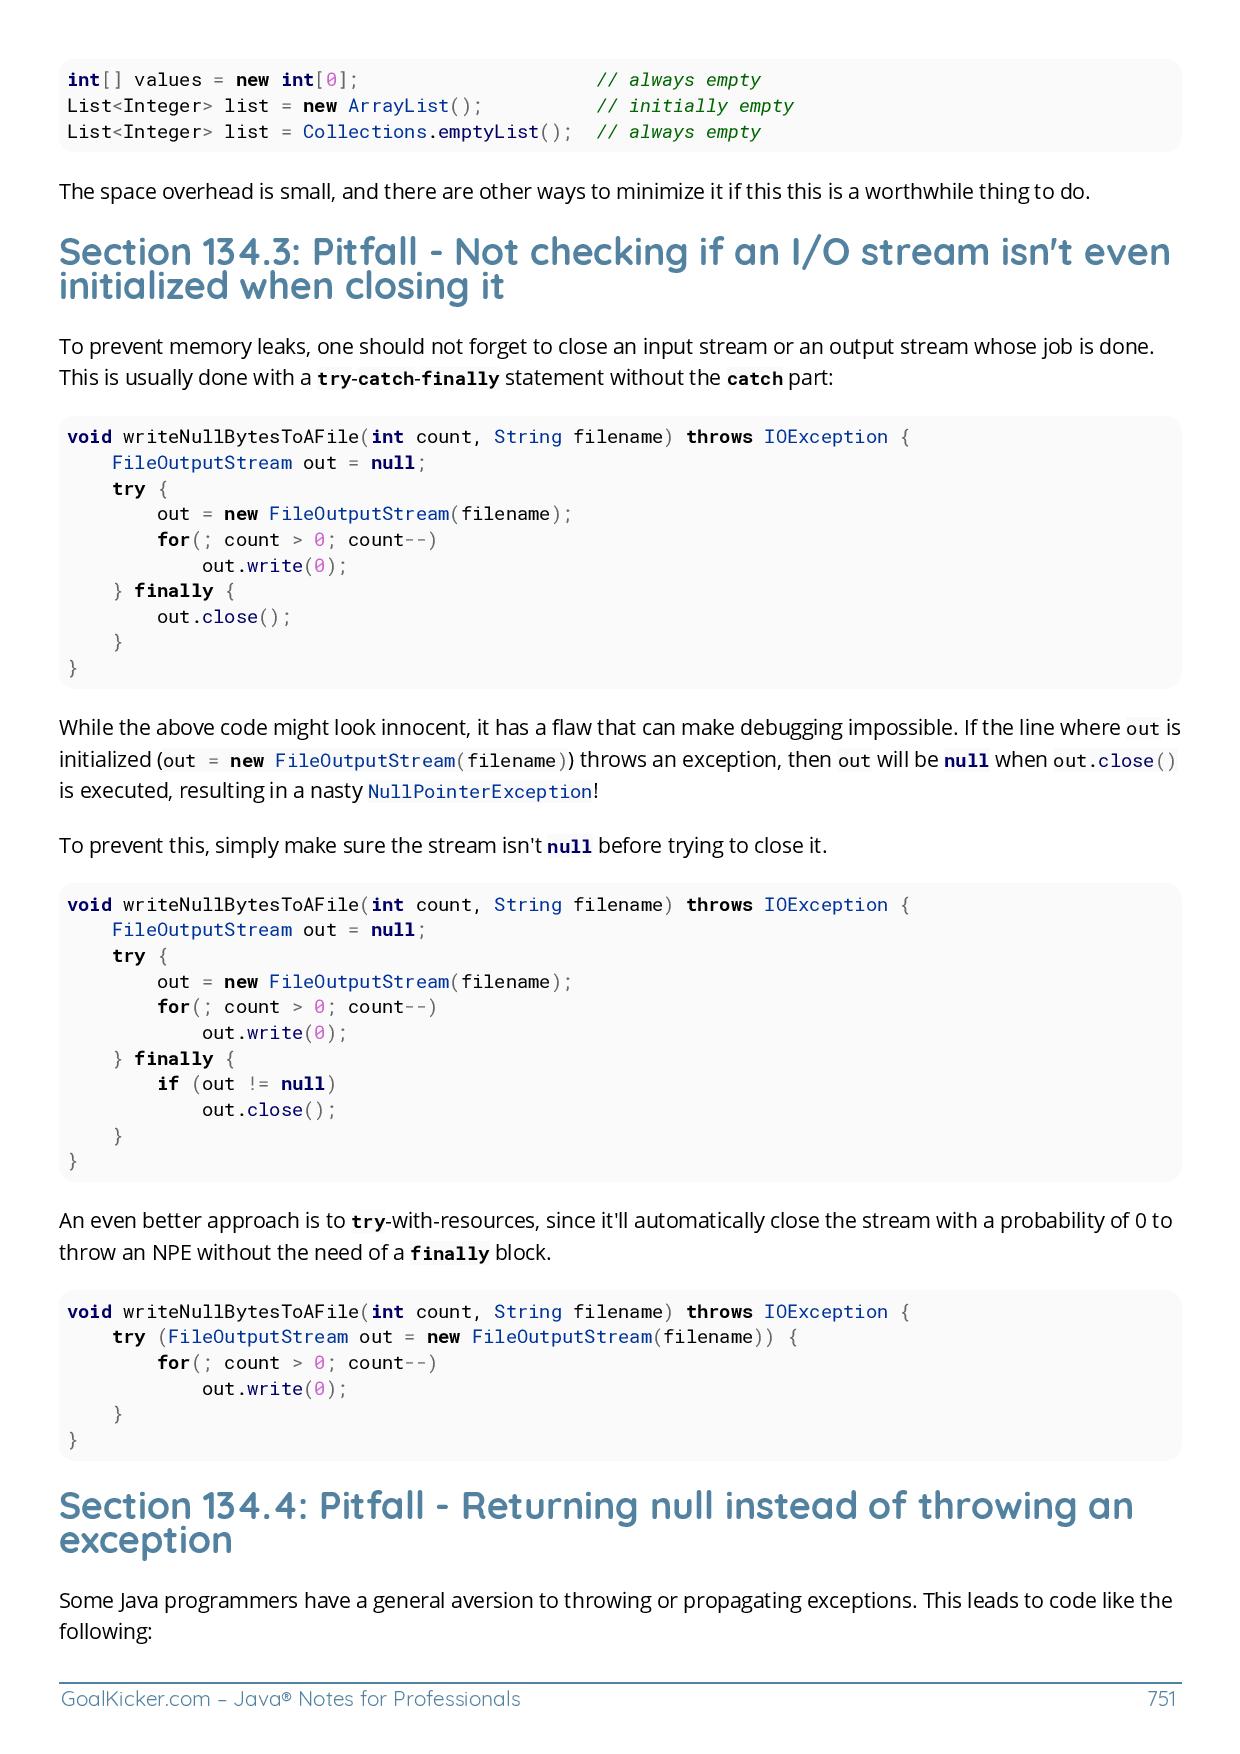 int[] values = new int[0];                     // always empty
List<Integer> list = new ArrayList();          // initially empty
List<Integer> list = Collections.emptyList();  // always empty
The space overhead is small, and there are other ways to minimize it if this this is a worthwhile thing to do.
Section 134.3: Pitfall - Not checking if an I/O stream isn't even
initialized when closing it
To prevent memory leaks, one should not forget to close an input stream or an output stream whose job is done.
This is usually done with a try-catch-finally statement without the catch part:
void writeNullBytesToAFile(int count, String filename) throws IOException {
    FileOutputStream out = null;
    try {
        out = new FileOutputStream(filename);
        for(; count > 0; count--)
            out.write(0);
    } finally {
        out.close();
    }
}
While the above code might look innocent, it has a flaw that can make debugging impossible. If the line where out is
initialized (out = new FileOutputStream(filename)) throws an exception, then out will be null when out.close()
is executed, resulting in a nasty NullPointerException!
To prevent this, simply make sure the stream isn't null before trying to close it.
void writeNullBytesToAFile(int count, String filename) throws IOException {
    FileOutputStream out = null;
    try {
        out = new FileOutputStream(filename);
        for(; count > 0; count--)
            out.write(0);
    } finally {
        if (out != null)
            out.close();
    }
}
An even better approach is to try-with-resources, since it'll automatically close the stream with a probability of 0 to
throw an NPE without the need of a finally block.
void writeNullBytesToAFile(int count, String filename) throws IOException {
    try (FileOutputStream out = new FileOutputStream(filename)) {
        for(; count > 0; count--)
            out.write(0);
    }
}
Section 134.4: Pitfall - Returning null instead of throwing an
exception
Some Java programmers have a general aversion to throwing or propagating exceptions. This leads to code like the
following:
GoalKicker.com – Java® Notes for Professionals 751